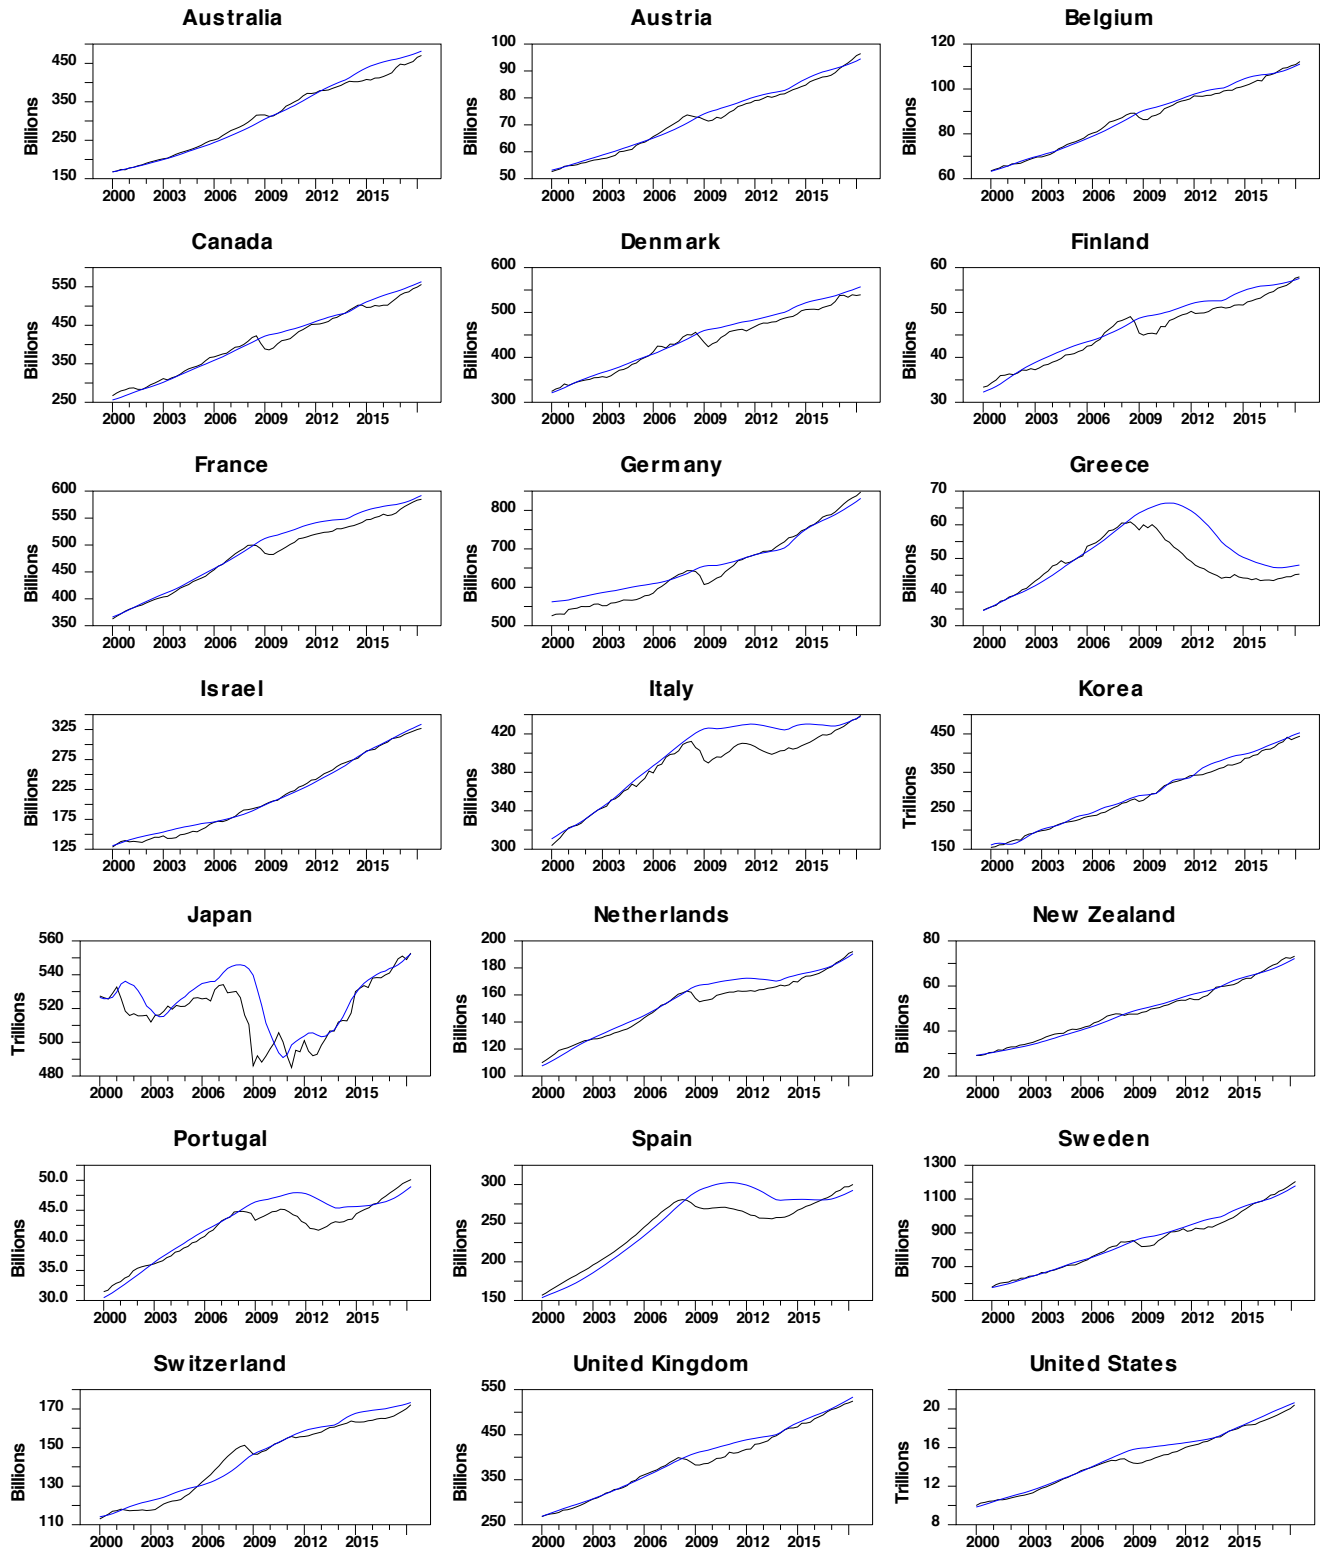 Australia
Austria
Belgium
Billions
450
350
250
150
2000 2003 2006 2009 2012 2015
Billions
100
90
80
70
60
50
2000 2003 2006 2009 2012 2015
Billions
120
100
80
60
2000 2003 2006 2009 2012 2015
Canada
Denmark
Finland
Billions
550
450
350
250
2000 2003 2006 2009 2012 2015
Billions
600
500
400
300
2000 2003 2006 2009 2012 2015
Billions
60
50
40
30
2000 2003 2006 2009 2012 2015
France
Germany
Greece
Billions
600
550
500
450
400
350
2000 2003 2006 2009 2012 2015
Billions
800
700
600
500
2000 2003 2006 2009 2012 2015
Billions
70
60
50
40
30
2000 2003 2006 2009 2012 2015
Israel
Italy
Korea
Billions
325
275
225
175
125
2000 2003 2006 2009 2012 2015
Billions
420
380
340
300
2000 2003 2006 2009 2012 2015
Trillions
450
350
250
150
2000 2003 2006 2009 2012 2015
Japan
Netherlands
New Zealand
Trillions
560
540
520
500
480
2000 2003 2006 2009 2012 2015
Billions
200
180
160
140
120
100
2000 2003 2006 2009 2012 2015
Billions
80
60
40
20
2000 2003 2006 2009 2012 2015
Portugal
Spain
Sweden
Billions
50.0
45.0
40.0
35.0
30.0
2000 2003 2006 2009 2012 2015
Billions
300
250
200
150
2000 2003 2006 2009 2012 2015
Billions
1300
1100
900
700
500
2000 2003 2006 2009 2012 2015
Switzerland
United Kingdom
United States
Billions
170
150
130
110
2000 2003 2006 2009 2012 2015
Billions
550
450
350
250
2000 2003 2006 2009 2012 2015
Trillions
20
16
12
8
2000 2003 2006 2009 2012 2015